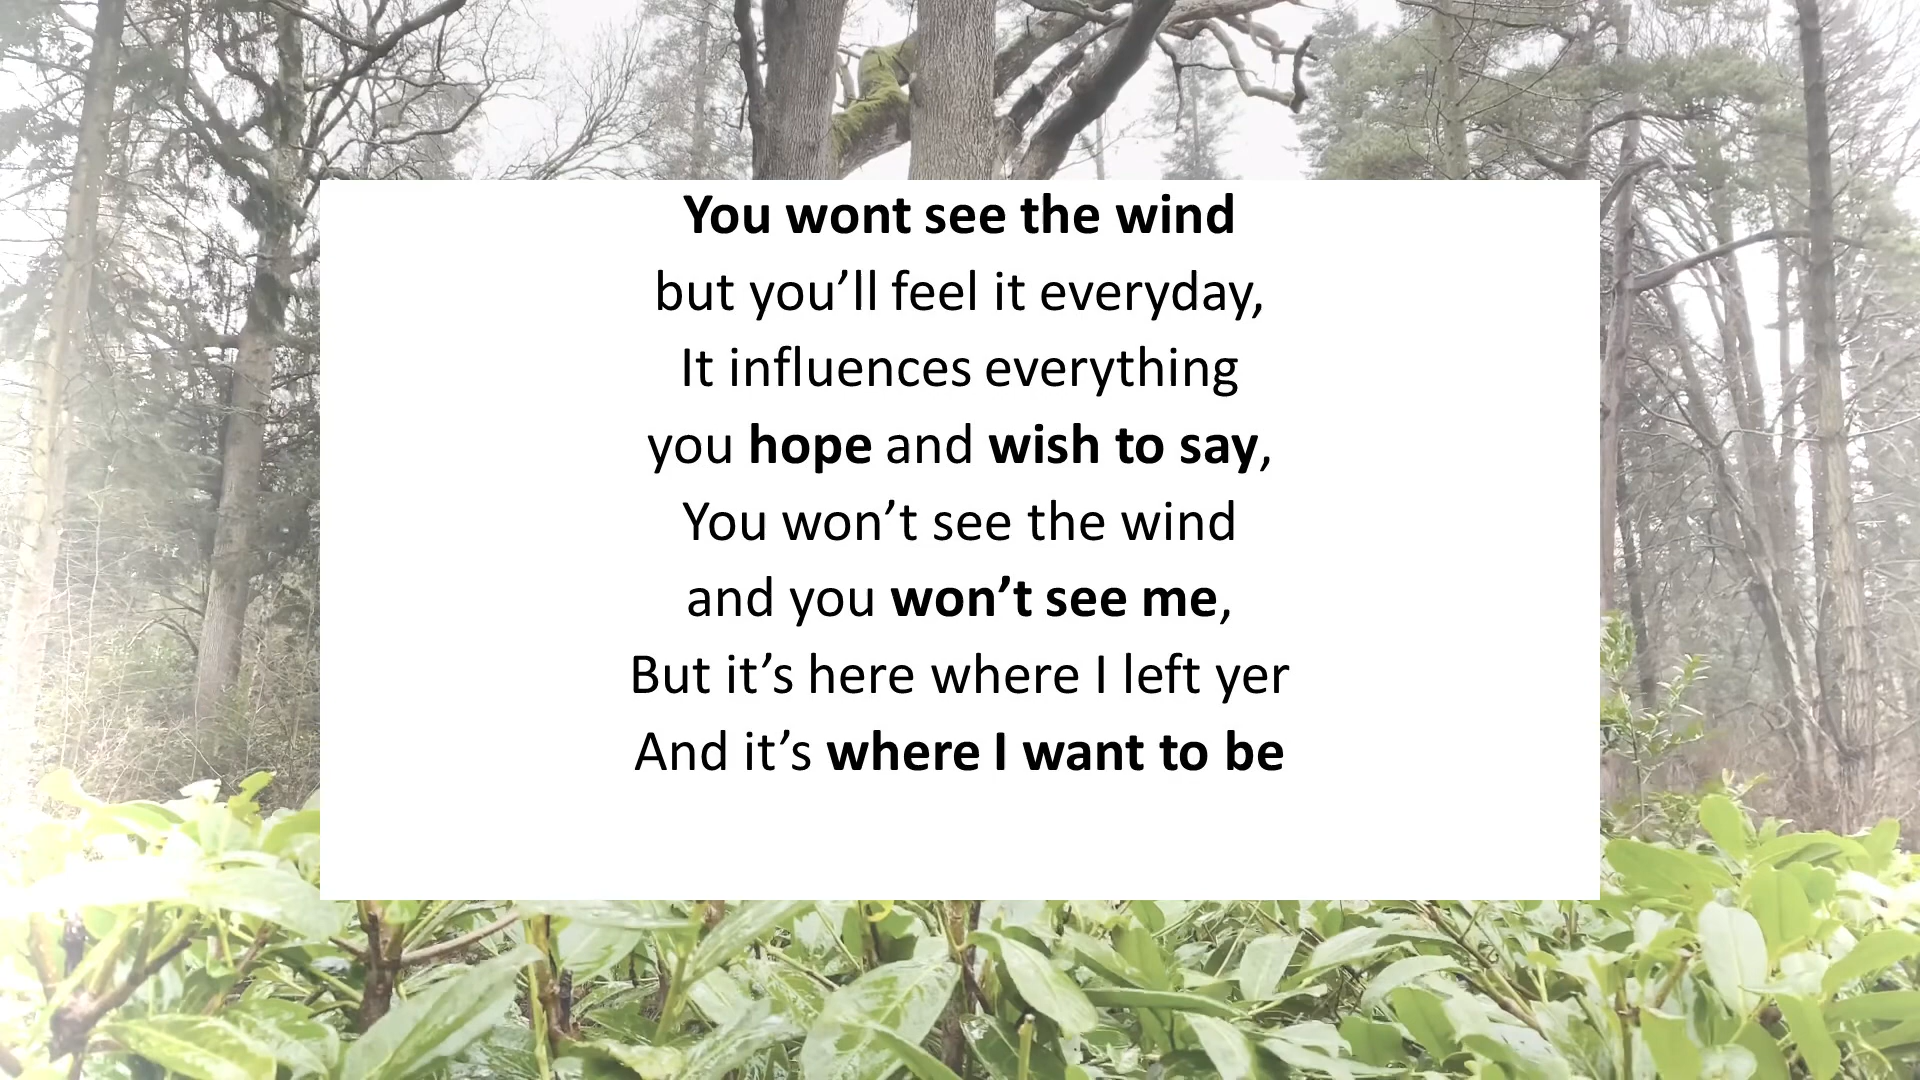 You wont see the wind
but you’ll feel it everyday,
It influences everything
you hope and wish to say,
You won’t see the wind
and you won’t see me,
But it’s here where I left yer
And it’s where I want to be